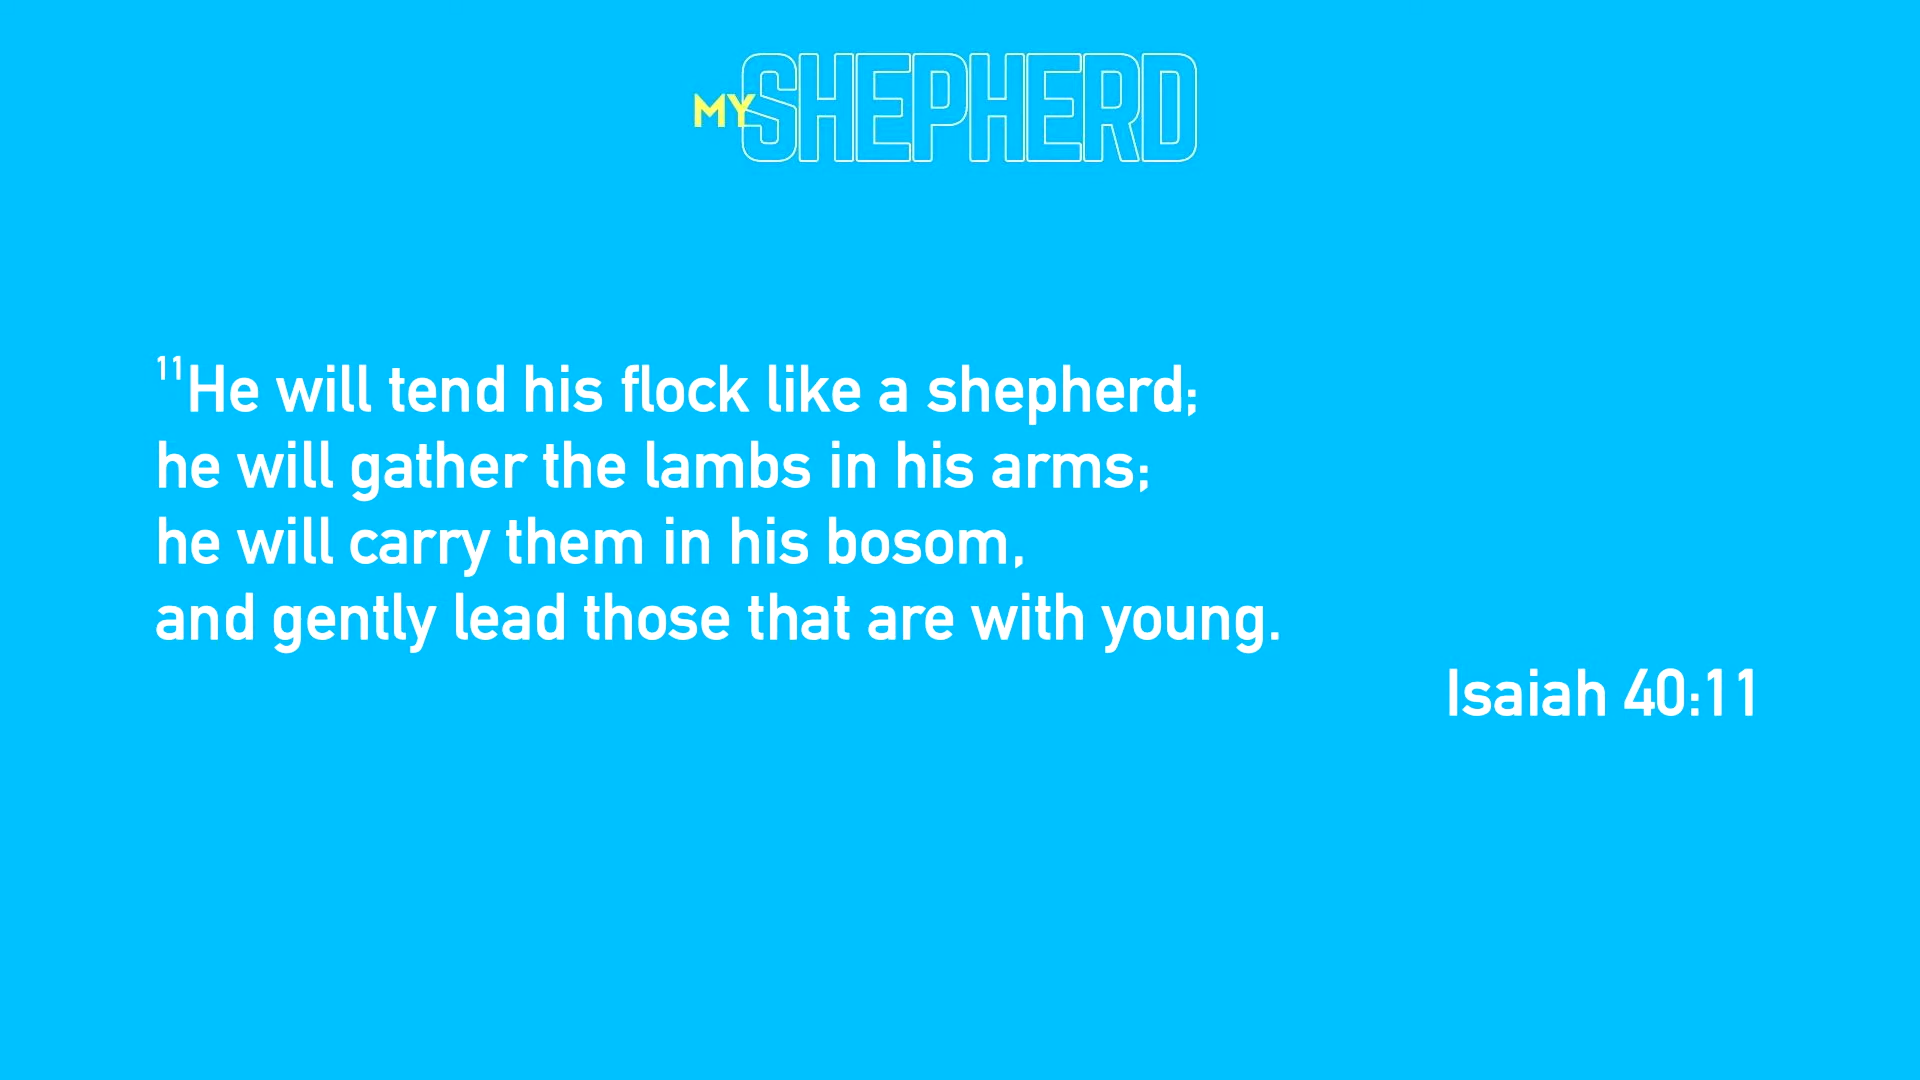 MY SHEPHERD
11He will tend his flock like a shepherd;
he will gather the lambs in his arms;
he will carry them in his bosom,
and gently lead those that are with young.
Isaiah 40:11